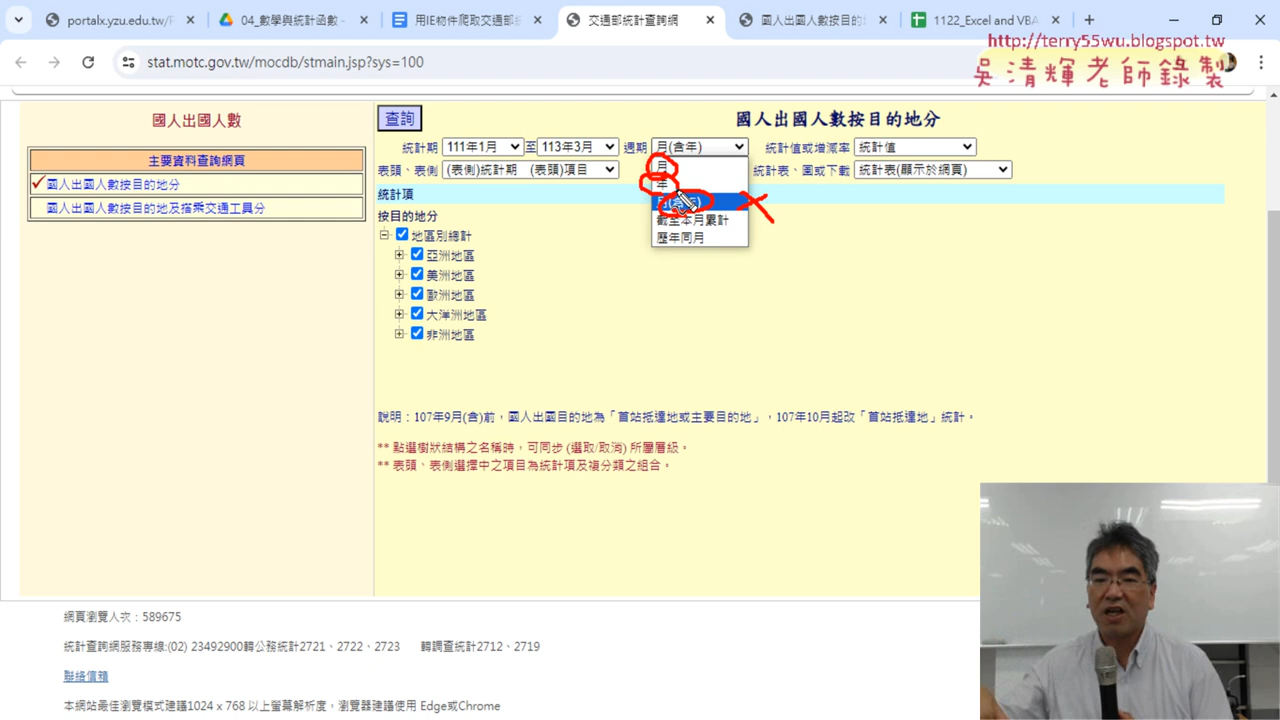 portalx.yzu.edu.tw/
04_數學與統計函數 -
用IE物件爬取交通部統
交通部統計查詢網
國人出國人數按目的
1122_Excel and VBA
http://terry55wu.blogspot.tw
stat.motc.gov.tw/mocdb/stmain.jsp?sys=100
吳清輝老師錄製
國人出國人數
主要資料查詢網頁
國人出國人數按目的地分
國人出國人數按目的地及搭乘交通工具分
查詢
國人出國人數按目的地分
統計期 111年1月 至 113年3月 週期 月(含年) 統計值或增減率 統計值
表頭、表側 (表側)統計期 (表頭)項目 統計表、圖或下載 統計表(顯示於網頁)
月
年
截至本月累計
歷年同月
統計項
按目的地分
地區別總計
亞洲地區
美洲地區
歐洲地區
大洋洲地區
非洲地區
說明：107年9月(含)前，國人出國目的地為「首站抵達地或主要目的地」，107年10月起改「首站抵達地」統計。
** 點選樹狀結構之名稱時，可同步 (選取/取消) 所屬層級。
** 表頭、表側選擇中之項目為統計項及複分類之組合。
網頁瀏覽人次：589675
統計查詢網服務專線:(02) 23492900轉公務統計2721、2722、2723 轉調查統計2712、2719
聯絡信箱
本網站最佳瀏覽模式建議1024 x 768 以上螢幕解析度，瀏覽器建議使用 Edge或Chrome